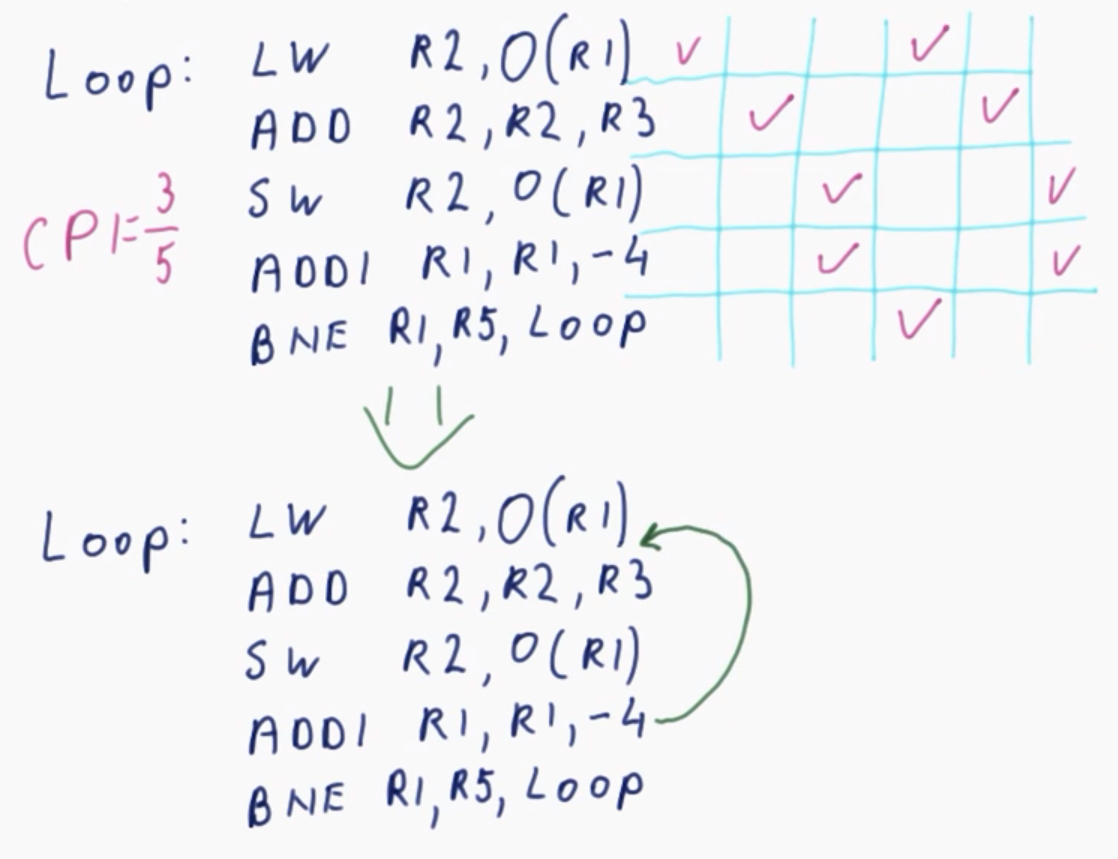 Loop: LW R2, 0(R1) ✓ ✓
ADD R2, R2, R3 ✓ ✓
SW R2, 0(R1) ✓ ✓
CPI = 3/5
ADDI R1, R1, -4 ✓ ✓
BNE R1, R5, Loop ✓
Loop: LW R2, 0(R1)
ADD R2, R2, R3
SW R2, 0(R1)
ADDI R1, R1, -4
BNE R1, R5, Loop